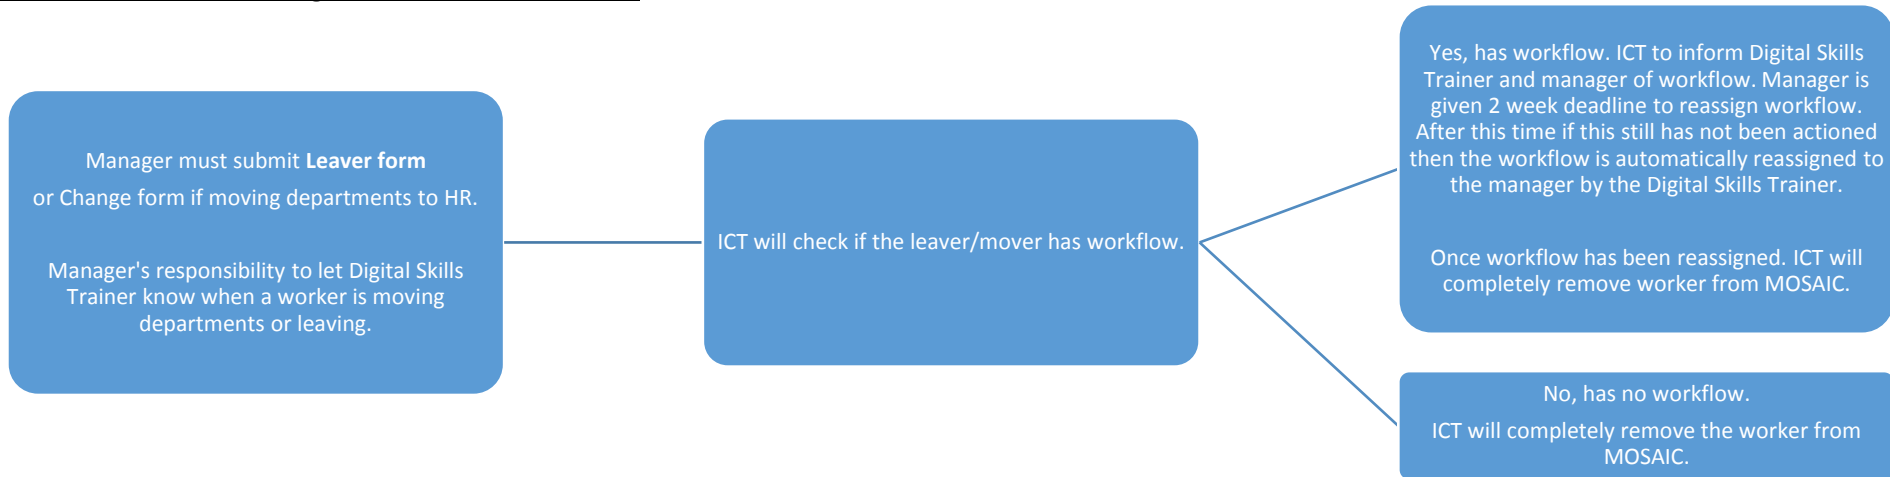 Manager must submit Leaver form
or Change form if moving departments to HR.
Manager's responsibility to let Digital Skills
Trainer know when a worker is moving
departments or leaving.
ICT will check if the leaver/mover has workflow.
Yes, has workflow. ICT to inform Digital Skills
Trainer and manager of workflow. Manager is
given 2 week deadline to reassign workflow.
After this time if this still has not been actioned
then the workflow is automatically reassigned to
the manager by the Digital Skills Trainer.
Once workflow has been reassigned. ICT will
completely remove worker from MOSAIC.
No, has no workflow.
ICT will completely remove the worker from
MOSAIC.